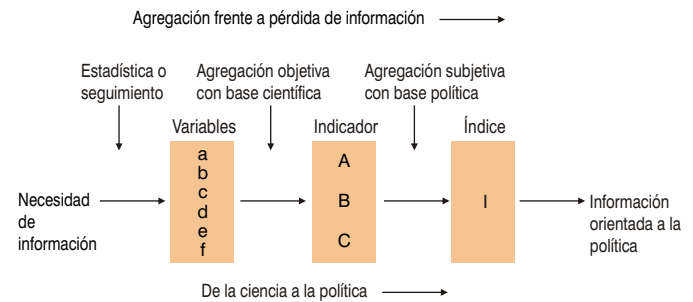 Agregación frente a pérdida de información
Estadística o
seguimiento
Agregación objetiva
con base científica
Agregación subjetiva
con base política
Variables
Indicador
Índice
Necesidad
de
información
a
b
c
d
e
f
A
B
C
I
Información
orientada a la
política
De la ciencia a la política